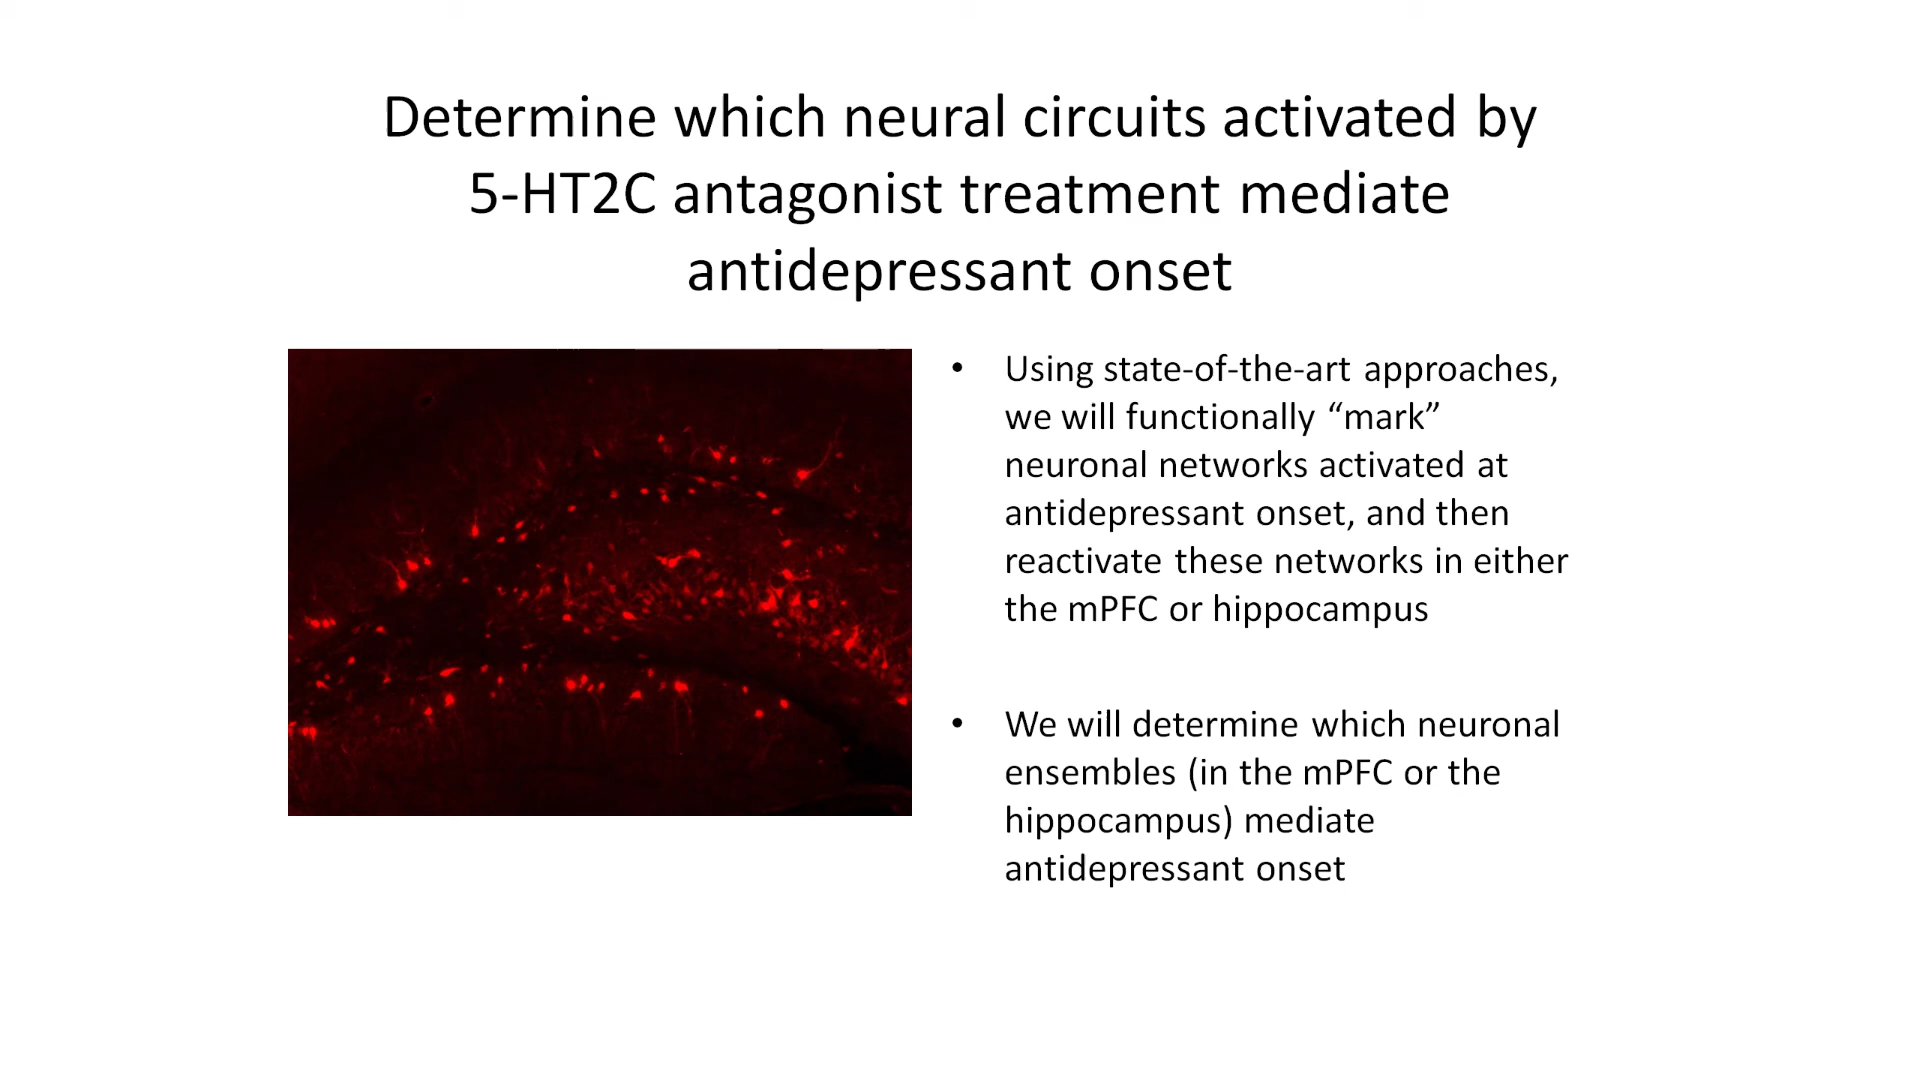 Determine which neural circuits activated by
5-HT2C antagonist treatment mediate
antidepressant onset
• Using state-of-the-art approaches,
we will functionally “mark”
neuronal networks activated at
antidepressant onset, and then
reactivate these networks in either
the mPFC or hippocampus
• We will determine which neuronal
ensembles (in the mPFC or the
hippocampus) mediate
antidepressant onset